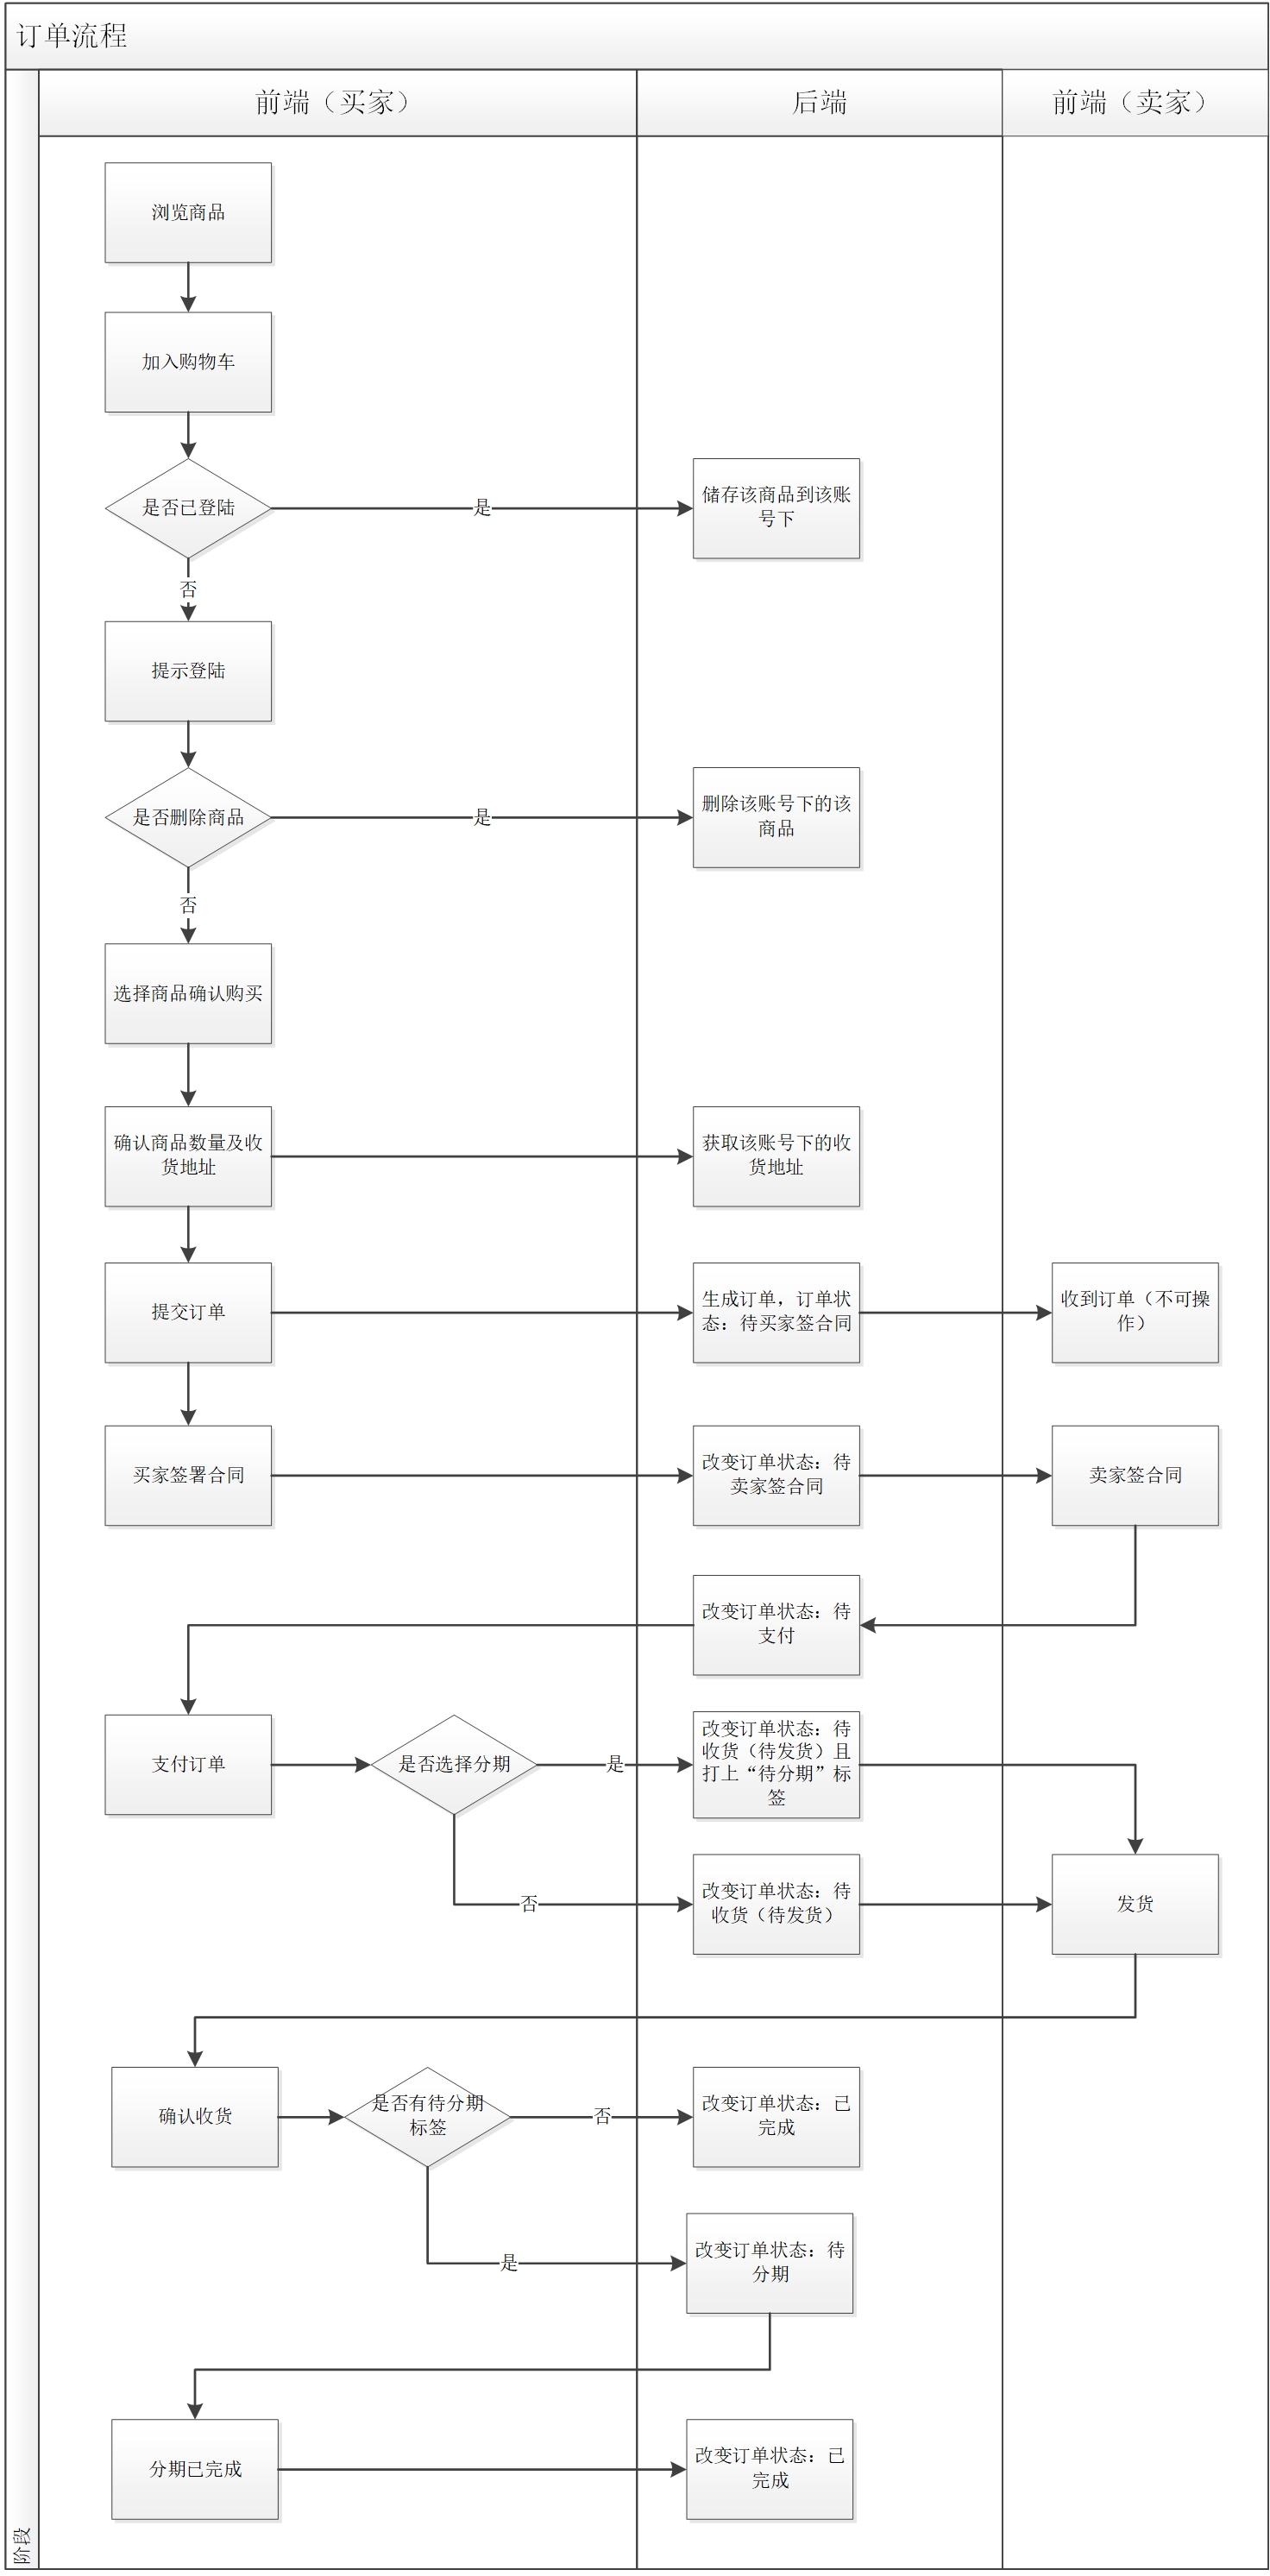 订单流程
前端（买家）
后端
前端（卖家）
浏览商品
加入购物车
是否已登陆
是
储存该商品到该账
号下
否
提示登陆
是否删除商品
是
删除该账号下的该
商品
否
选择商品确认购买
确认商品数量及收
货地址
获取该账号下的收
货地址
提交订单
生成订单，订单状
态：待买家签合同
收到订单（不可操
作）
买家签署合同
改变订单状态：待
卖家签合同
卖家签合同
改变订单状态：待
支付
支付订单
是否选择分期
是
改变订单状态：待
收货（待发货）且
打上“待分期”标
签
否
改变订单状态：待
收货（待发货）
发货
确认收货
是否有待分期
标签
否
改变订单状态：已
完成
是
改变订单状态：待
分期
分期已完成
改变订单状态：已
完成
阶段